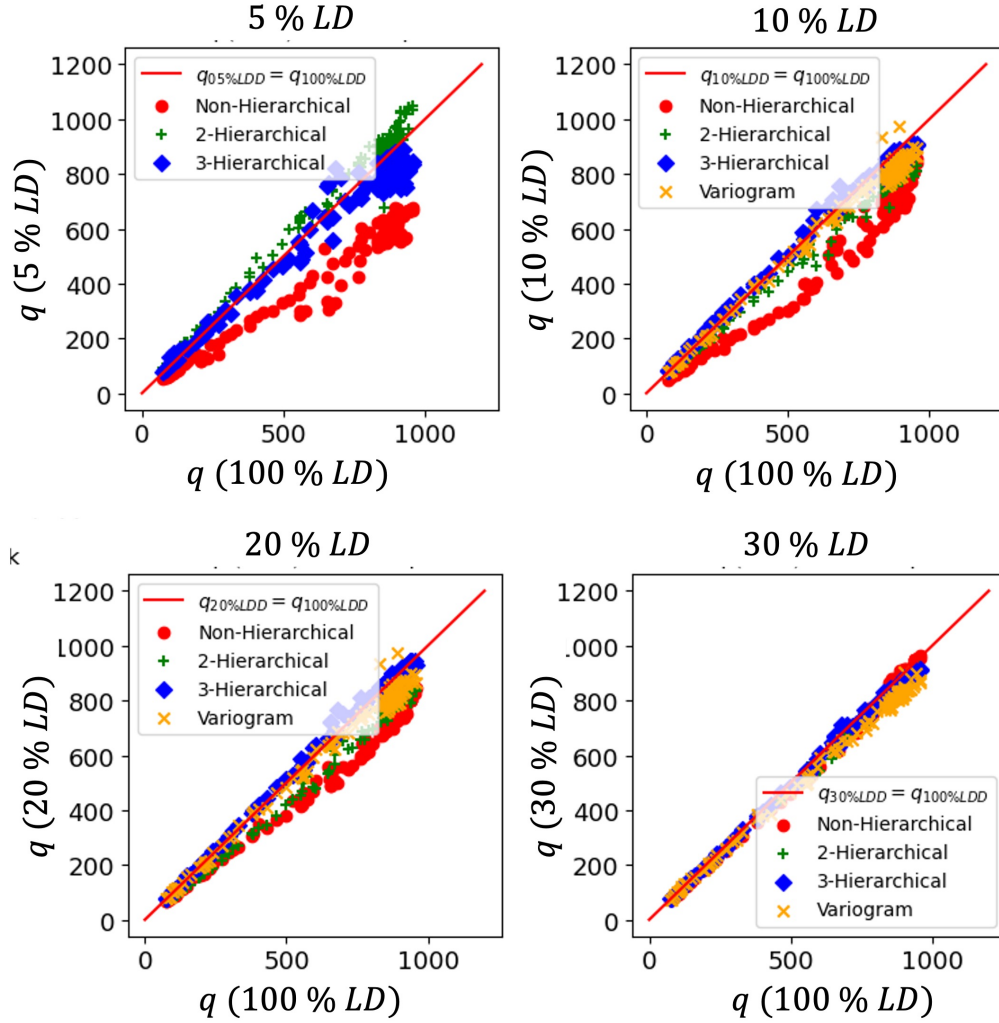 5 % LD
1200
1000
800
600
400
200
0
q (5 % LD)
q05%LDD = q100%LDD
Non-Hierarchical
2-Hierarchical
3-Hierarchical
0 500 1000
q (100 % LD)
10 % LD
1200
1000
800
600
400
200
0
q (10 % LD)
q10%LDD = q100%LDD
Non-Hierarchical
2-Hierarchical
3-Hierarchical
Variogram
0 500 1000
q (100 % LD)
k
20 % LD
1200
1000
800
600
400
200
0
q (20 % LD)
q20%LDD = q100%LDD
Non-Hierarchical
2-Hierarchical
3-Hierarchical
Variogram
0 500 1000
q (100 % LD)
30 % LD
1200
1000
800
600
400
200
0
q (30 % LD)
q30%LDD = q100%LDD
Non-Hierarchical
2-Hierarchical
3-Hierarchical
Variogram
0 500 1000
q (100 % LD)